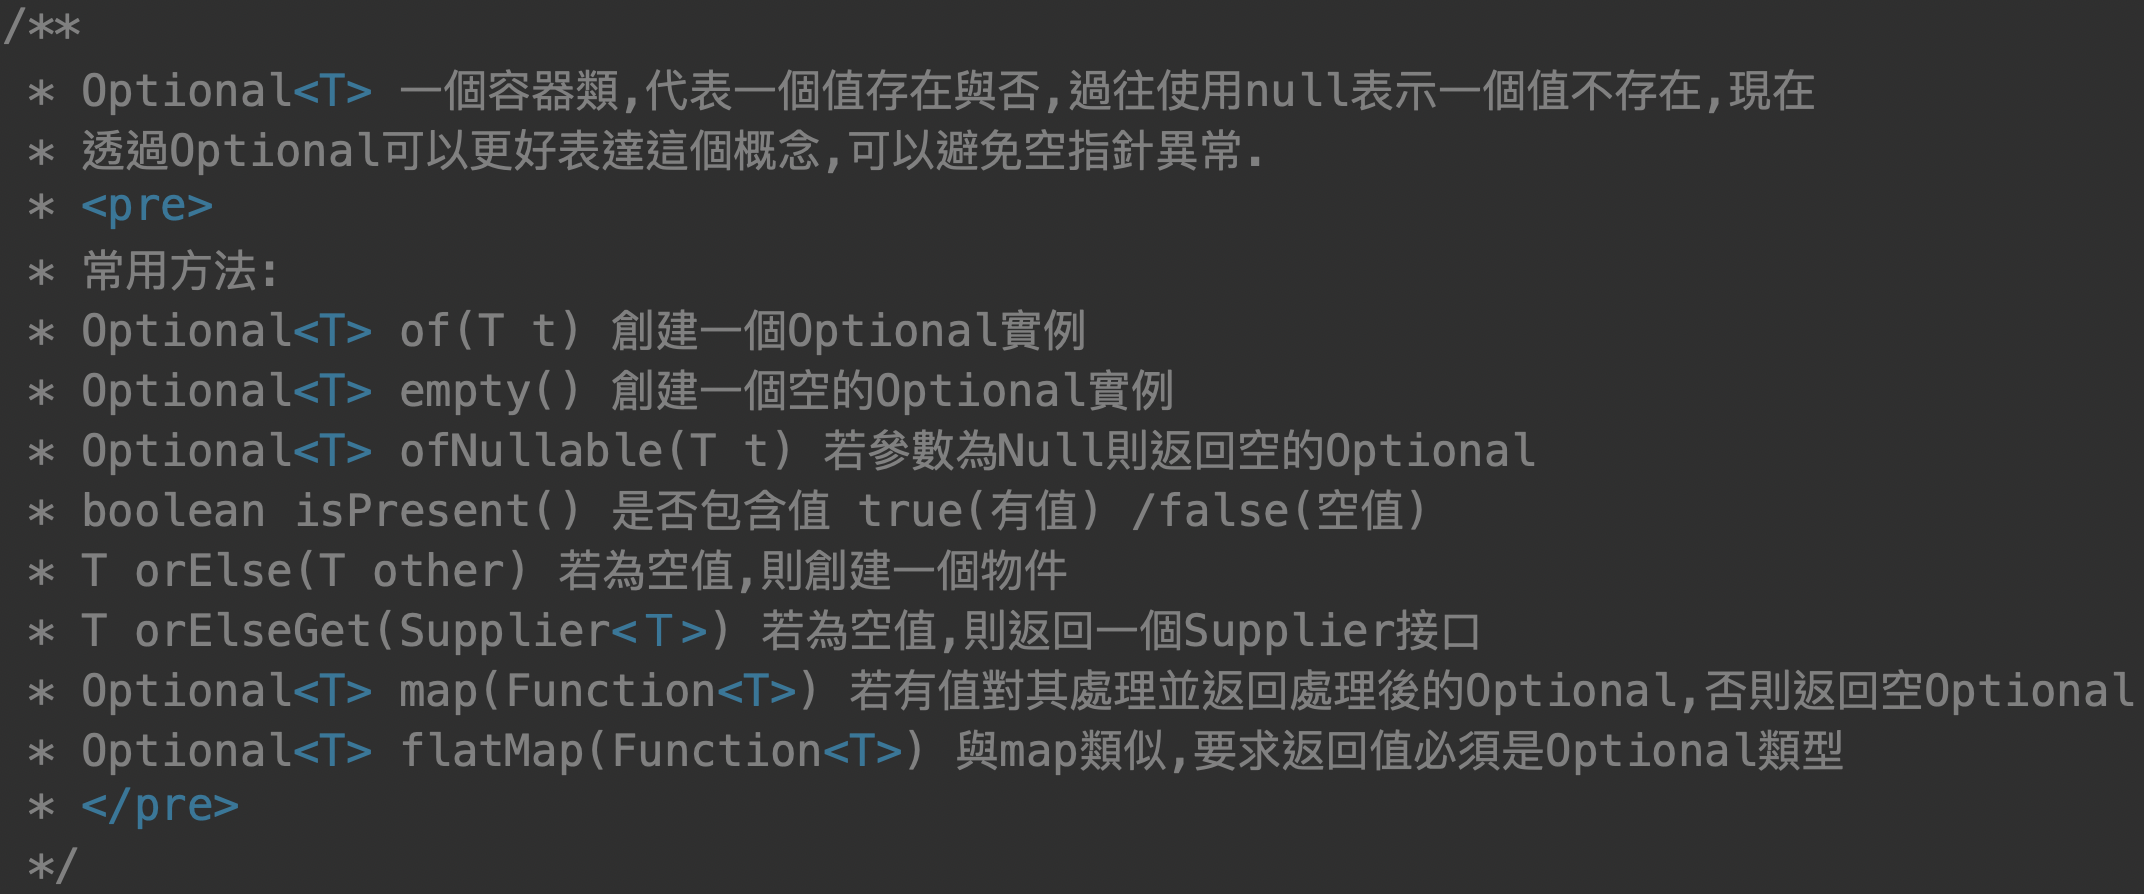 /**
 * Optional<T> 一個容器類,代表一個值存在與否,過往使用null表示一個值不存在,現在
 * 透過Optional可以更好表達這個概念,可以避免空指針異常.
 * <pre>
 * 常用方法:
 * Optional<T> of(T t) 創建一個Optional實例
 * Optional<T> empty() 創建一個空的Optional實例
 * Optional<T> ofNullable(T t) 若參數為Null則返回空的Optional
 * boolean isPresent() 是否包含值 true(有值) /false(空值)
 * T orElse(T other) 若為空值,則創建一個物件
 * T orElseGet(Supplier<T>) 若為空值,則返回一個Supplier接口
 * Optional<T> map(Function<T>) 若有值對其處理並返回處理後的Optional,否則返回空Optional
 * Optional<T> flatMap(Function<T>) 與map類似,要求返回值必須是Optional類型
 * </pre>
 */